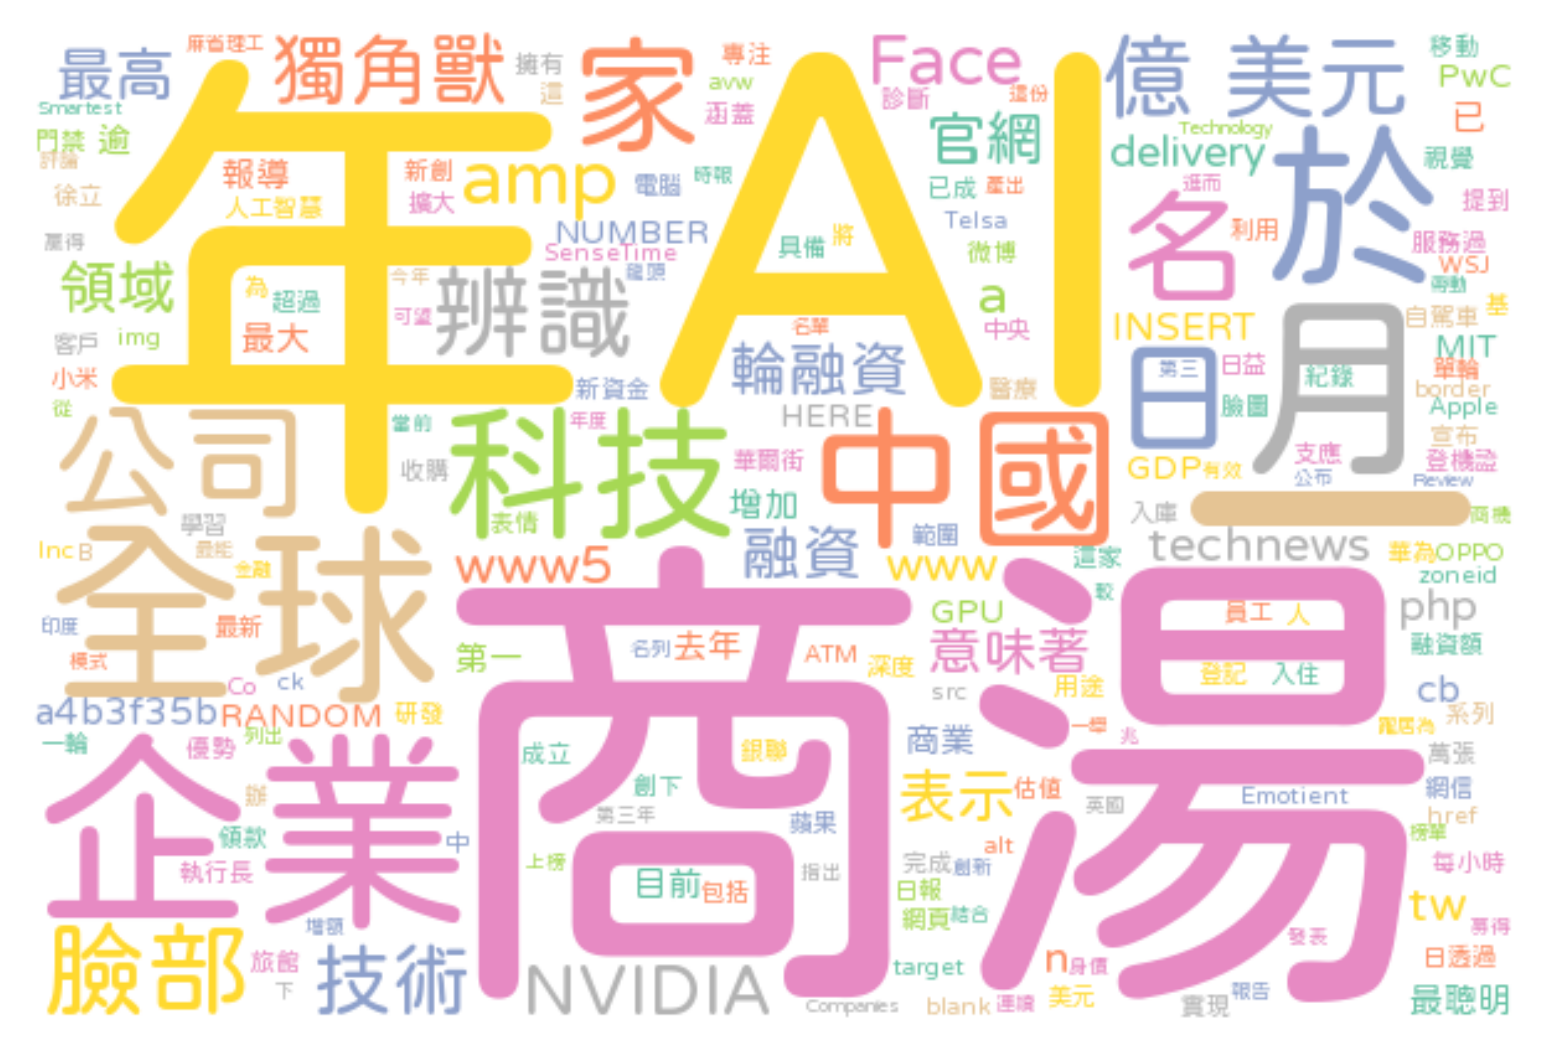 麻省理工
最高
獨角獸
擁有
家
專注
Face
億
美元
移動
Smartest
這
avw
診斷
這份
PwC
門禁
逾
涵蓋
官網
Technology
已
評論
報導
新創
amp
電腦
時報
delivery
視覺
於
徐立
人工智慧
擴大
已成
產出
進而
提到
年
AI
NUMBER
將
Telsa
名
利用
贏得
SenseTime
具備
微博
服務過
WSJ
領域
為
超過
今年
辨識
龍頭
a
月
基
img
最大
可望
名單
中央
INSERT
自駕車
客戶
輪融資
日
第三
日益
紀錄
MIT
小米
新資金
醫療
單輪
border
從
當前
年度
HERE
臉圖
Apple
公司
科技
中國
宣布
收購
華爾街
GDP
有效
支應
登機證
公布
Review
學習
表情
增加
入庫
一
商機
Inc
B
最能
融資
範圍
technews
華為
OPPO
全球
金融
www5
www
這家
zoneid
印度
最新
GPU
較
php
員工
人
模式
第一
名列
去年
ATM
深度
意味著
登記
入住
融資額
Co
ck
src
用途
cb
a4b3f35b
RANDOM
研發
商湯
一舉
系列
躍居為
一輪
優勢
列出
成立
銀聯
商業
兆
萬張
企業
辦
創下
表示
估值
英國
Emotient
網信
href
第三年
蘋果
領款
中
榜單
執行長
上榜
指出
完成
創新
alt
每小時
目前
包括
日報
tw
臉部
增額
網頁
結合
募得
旅館
技術
發表
日透過
下
NVIDIA
target
n
身價
Companies
blank
連續
美元
實現
報告
最聰明